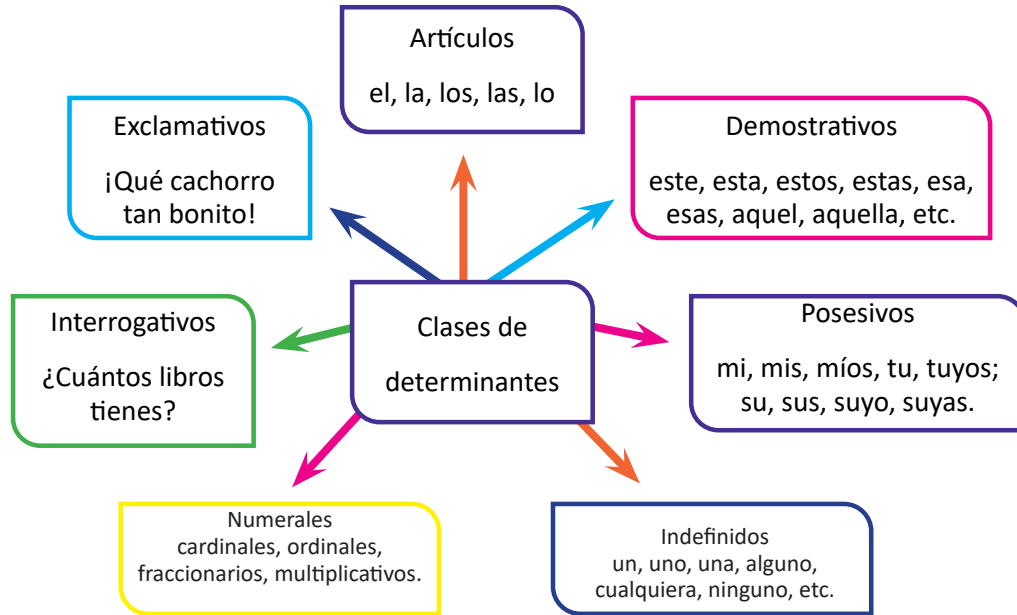 Artículos
el, la, los, las, lo
Exclamativos
¡Qué cachorro
tan bonito!
Demostrativos
este, esta, estos, estas, esa,
esas, aquel, aquella, etc.
Interrogativos
¿Cuántos libros
tienes?
Clases de
determinantes
Posesivos
mi, mis, míos, tu, tuyos;
su, sus, suyo, suyas.
Numerales
cardinales, ordinales,
fraccionarios, multiplicativos.
Indefinidos
un, uno, una, alguno,
cualquiera, ninguno, etc.